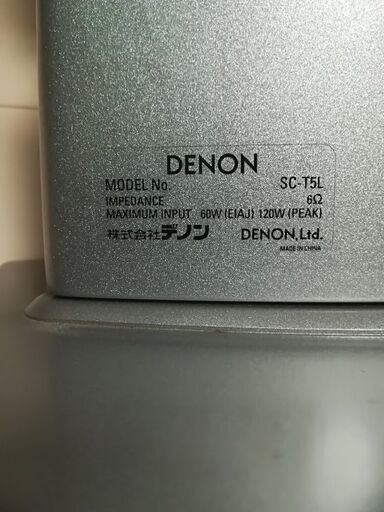 DENON
MODEL No. SC-T5L
IMPEDANCE 6Ω
MAXIMUM INPUT 60W (EIAJ) 120W (PEAK)
株式会社デノン DENON, Ltd.
MADE IN CHINA